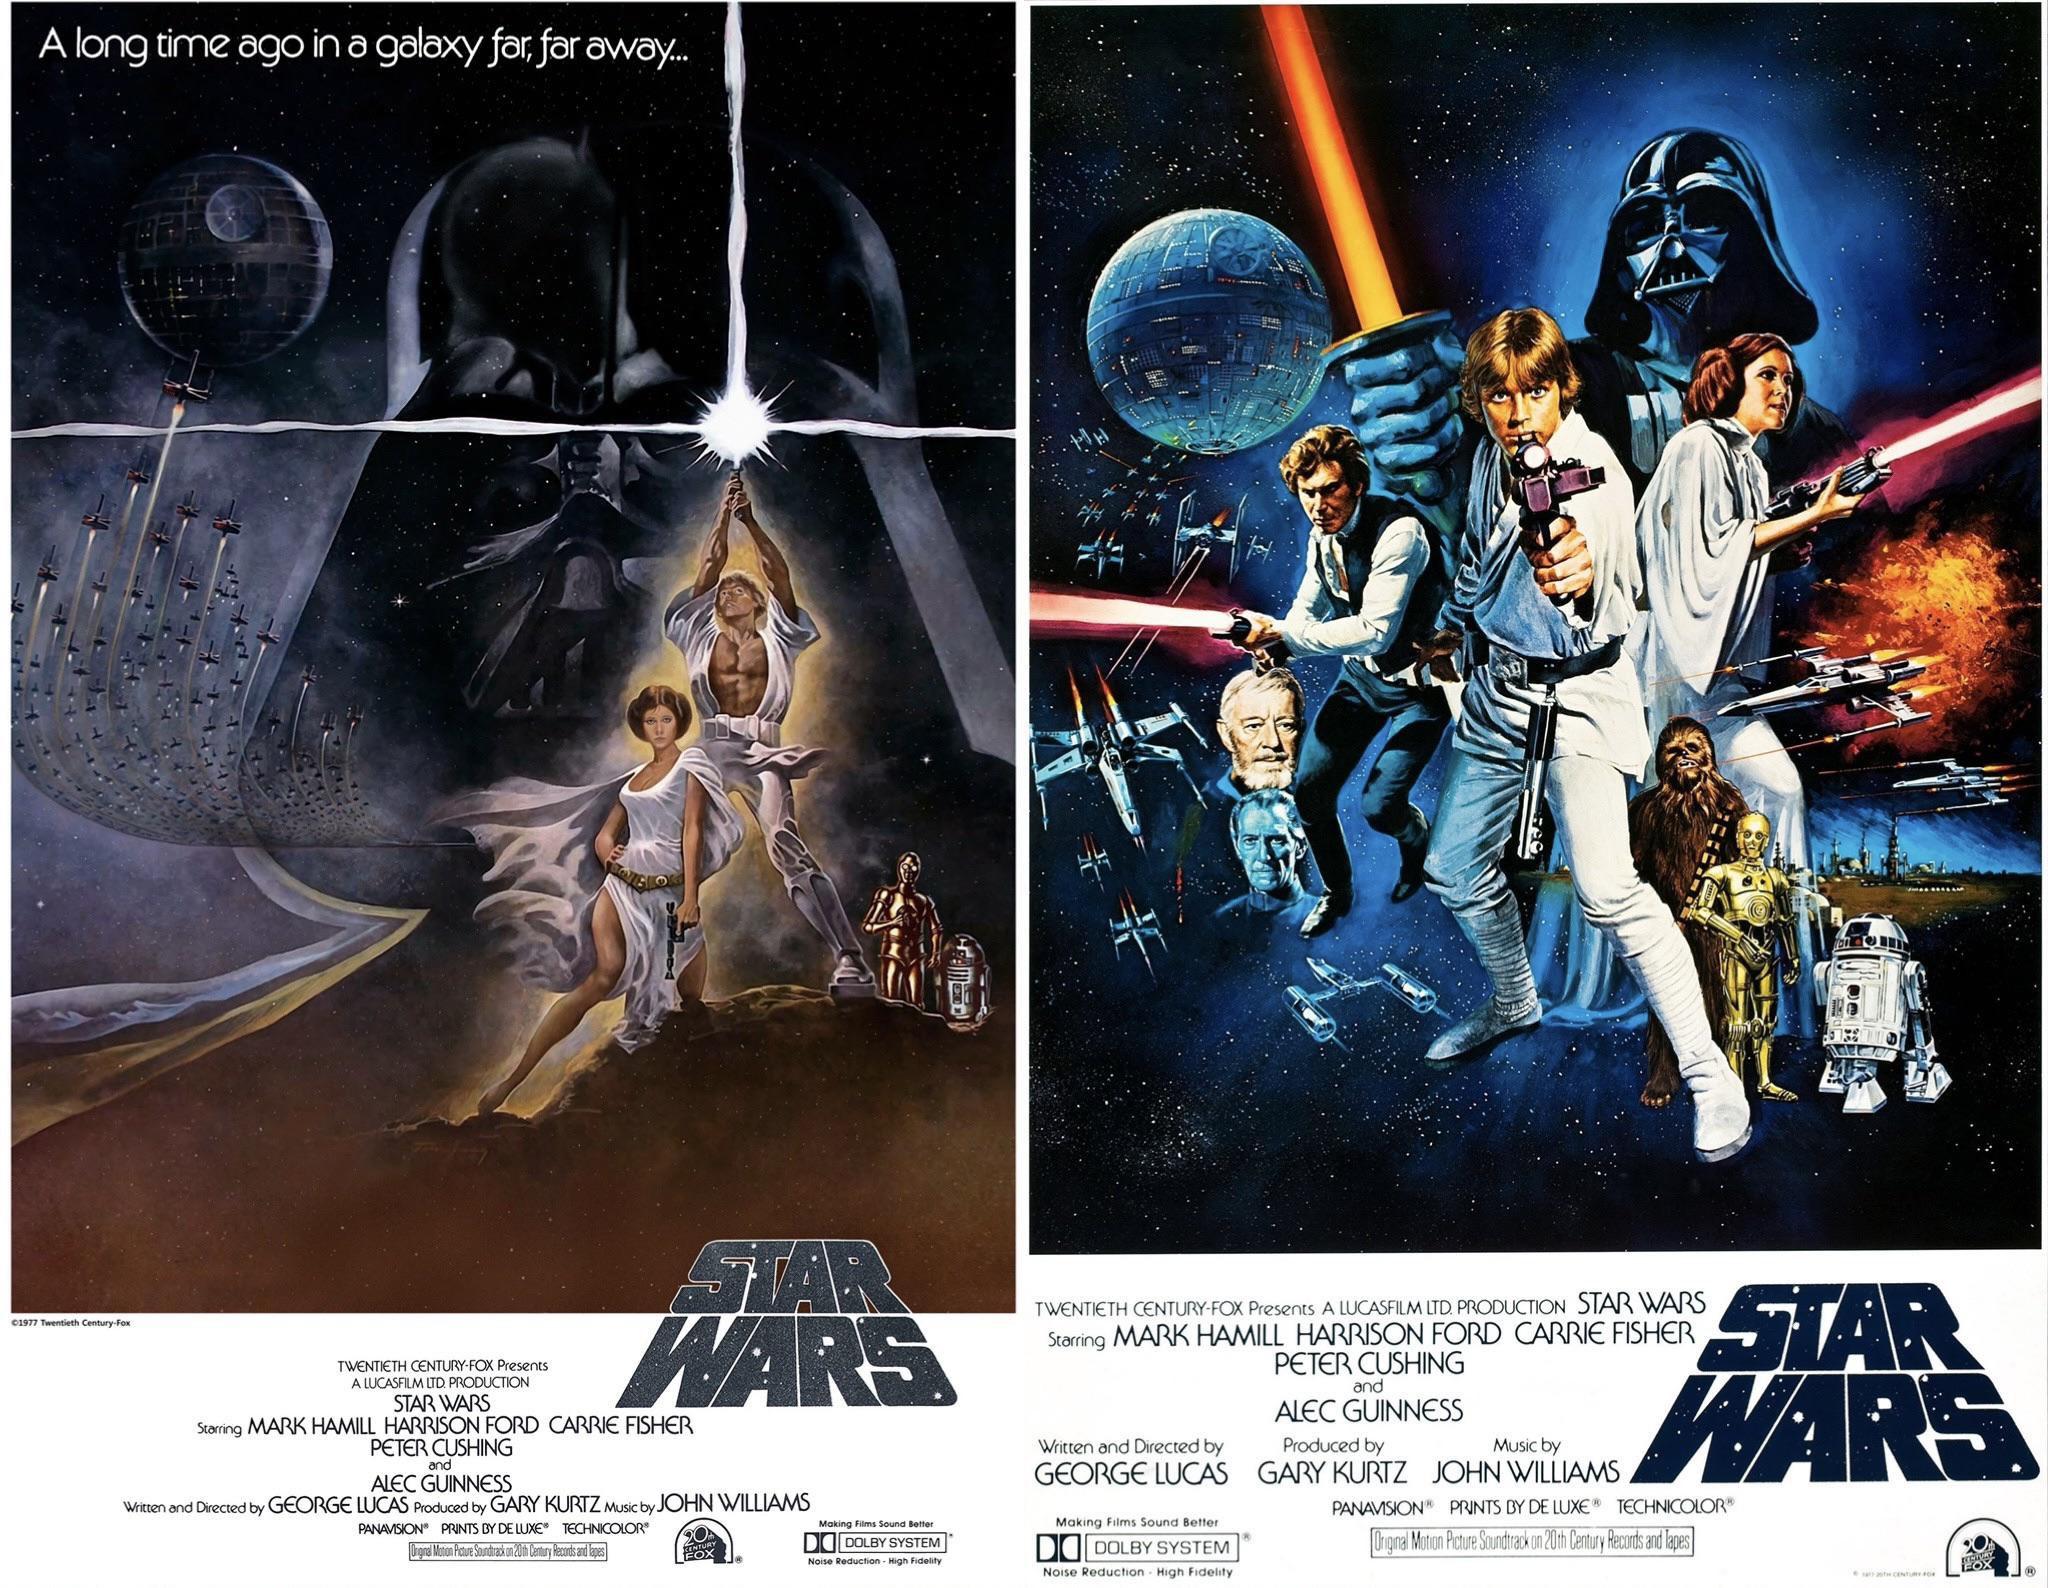 A long time ago in a galaxy far, far away...
STAR
WARS
©1977 Twentieth Century-Fox
TWENTIETH CENTURY-FOX Presents
A LUCASFILM LTD. PRODUCTION
STAR WARS
Starring MARK HAMILL HARRISON FORD CARRIE FISHER
PETER CUSHING
and
ALEC GUINNESS
Written and Directed by GEORGE LUCAS Produced by GARY KURTZ Music by JOHN WILLIAMS
PANAVISION® PRINTS BY DE LUXE® TECHNICOLOR®
Original Motion Picture Soundtrack on 20th Century Records and Tapes
20th
CENTURY
FOX ®
Making Films Sound Better
DOLBY SYSTEM ®
Noise Reduction - High Fidelity
TWENTIETH CENTURY-FOX Presents A LUCASFILM LTD. PRODUCTION STAR WARS
Starring MARK HAMILL HARRISON FORD CARRIE FISHER
PETER CUSHING
and
ALEC GUINNESS
STAR
WARS
Written and Directed by
GEORGE LUCAS
Produced by
GARY KURTZ
Music by
JOHN WILLIAMS
PANAVISION® PRINTS BY DE LUXE® TECHNICOLOR®
Making Films Sound Better
DOLBY SYSTEM ®
Noise Reduction - High Fidelity
Original Motion Picture Soundtrack on 20th Century Records and Tapes
© 1977 20TH CENTURY-FOX
20th
CENTURY
FOX ®